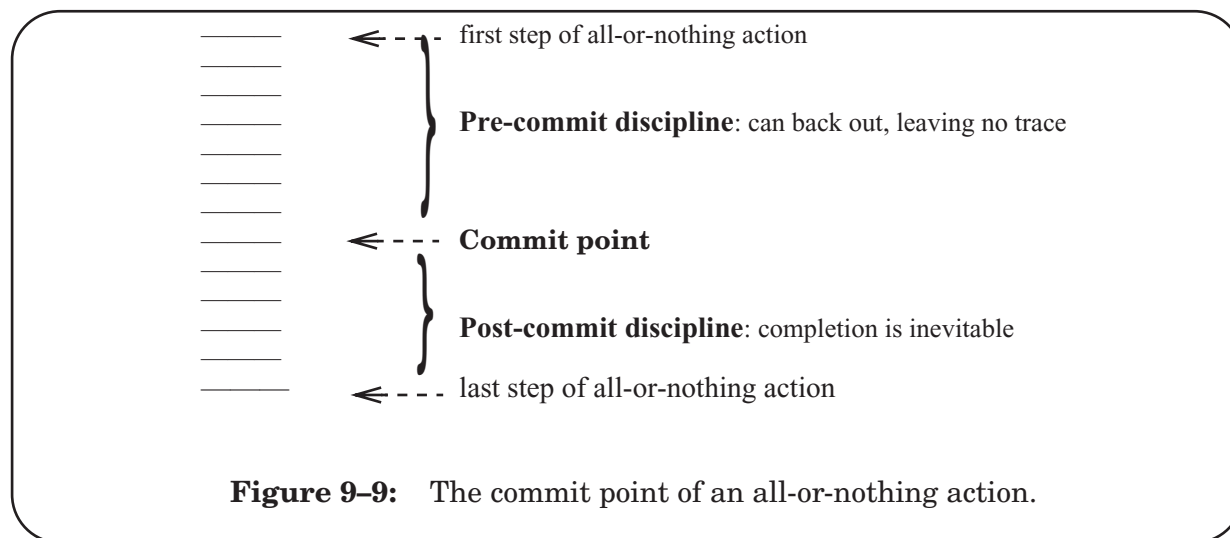 first step of all-or-nothing action
Pre-commit discipline: can back out, leaving no trace
Commit point
Post-commit discipline: completion is inevitable
last step of all-or-nothing action
Figure 9–9: The commit point of an all-or-nothing action.